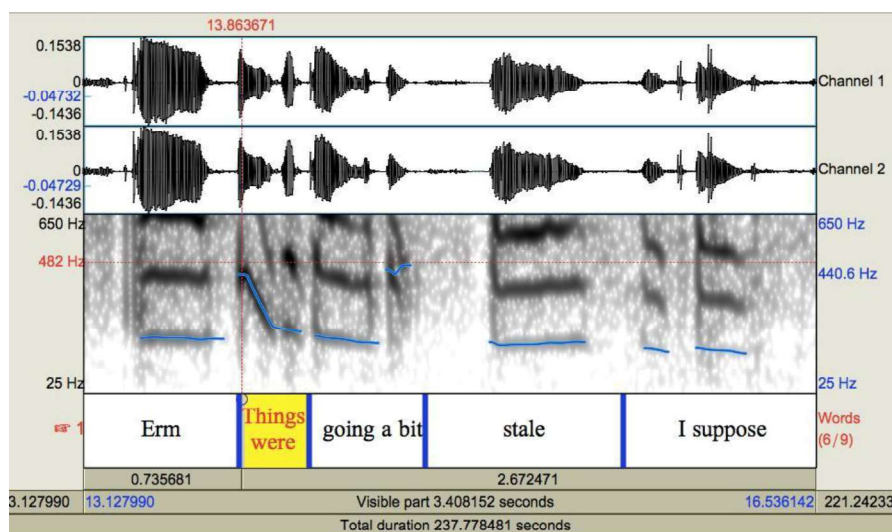 13.863671
0.1538
0
-0.04732
-0.1436
Channel 1
0.1538
0
-0.04729
-0.1436
Channel 2
650 Hz
482 Hz
25 Hz
650 Hz
440.6 Hz
25 Hz
☞ 1
Erm
Things
were
going a bit
stale
I suppose
Words
(6/9)
0.735681 2.672471
3.127990 13.127990 Visible part 3.408152 seconds 16.536142 221.24233
Total duration 237.778481 seconds